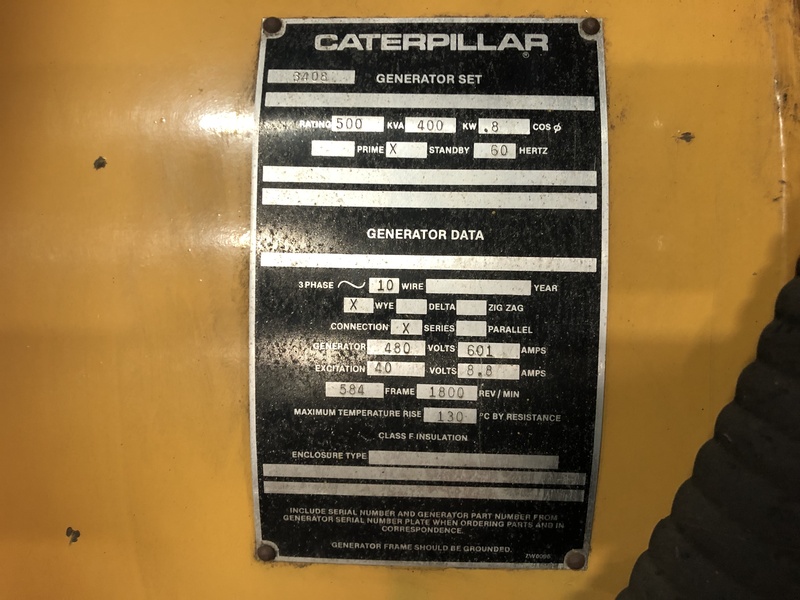 CATERPILLAR
®
3408 GENERATOR SET
RATING 500 KVA 400 KW .8 COS Ø
PRIME X STANDBY 60 HERTZ
GENERATOR DATA
3 PHASE ~ 10 WIRE YEAR
X WYE DELTA ZIG ZAG
CONNECTION X SERIES PARALLEL
GENERATOR 480 VOLTS 601 AMPS
EXCITATION 40 VOLTS 8.8 AMPS
584 FRAME 1800 REV / MIN
MAXIMUM TEMPERATURE RISE 130 °C BY RESISTANCE
CLASS F INSULATION
ENCLOSURE TYPE
INCLUDE SERIAL NUMBER AND GENERATOR PART NUMBER FROM
GENERATOR SERIAL NUMBER PLATE WHEN ORDERING PARTS AND IN
CORRESPONDENCE.
GENERATOR FRAME SHOULD BE GROUNDED.